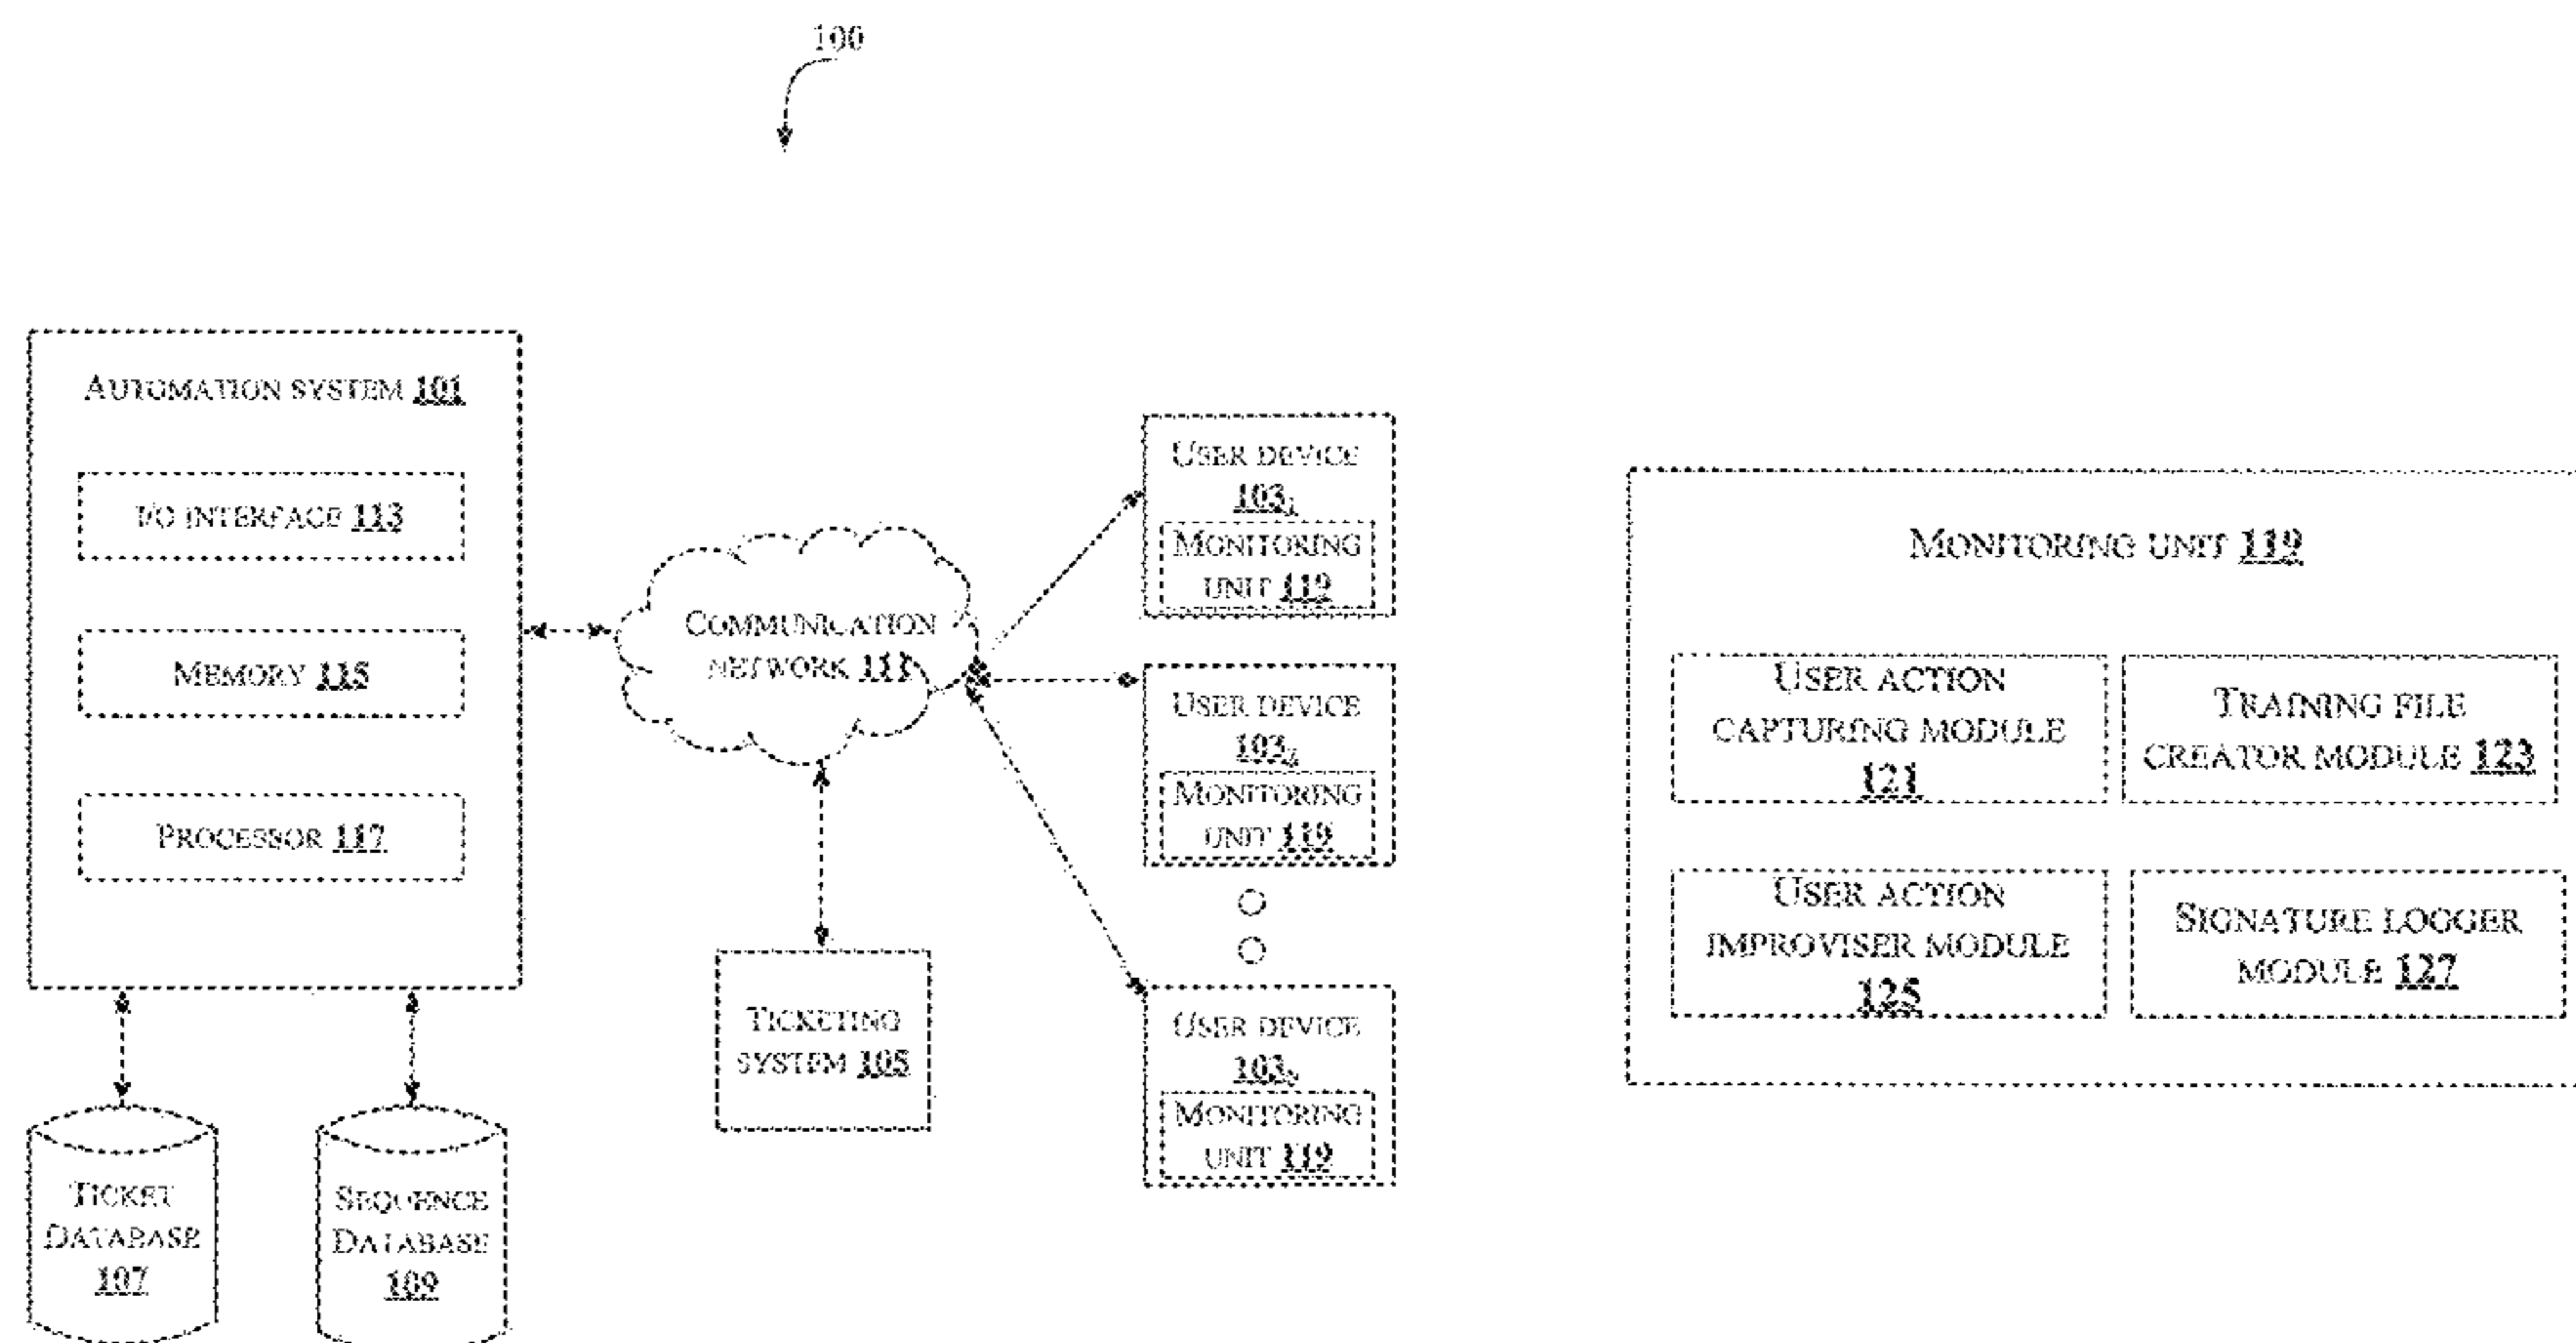 100
AUTOMATION SYSTEM 101
I/O INTERFACE 113
MEMORY 115
PROCESSOR 117
TICKET
DATABASE
107
SEQUENCE
DATABASE
109
COMMUNICATION
NETWORK 111
TICKETING
SYSTEM 105
USER DEVICE
103₁
MONITORING
UNIT 119
USER DEVICE
103₂
MONITORING
UNIT 119
USER DEVICE
103
MONITORING
UNIT 119
MONITORING UNIT 119
USER ACTION
CAPTURING MODULE
121
TRAINING FILE
CREATOR MODULE 123
USER ACTION
IMPROVISER MODULE
125
SIGNATURE LOGGER
MODULE 127